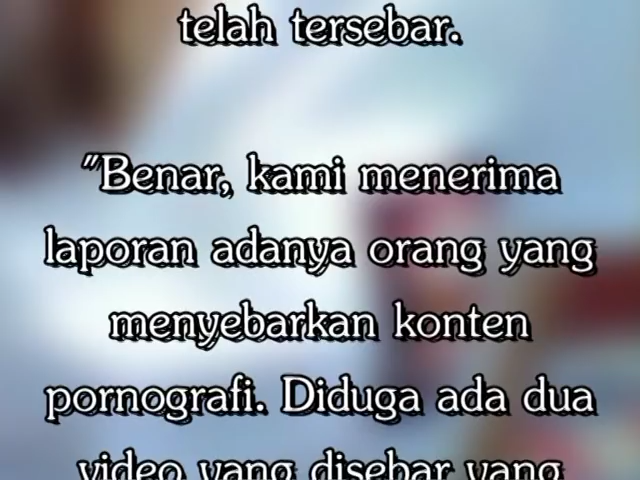 telah tersebar.
"Benar, kami menerima
laporan adanya orang yang
menyebarkan konten
pornografi. Diduga ada dua
video yang disebar yang